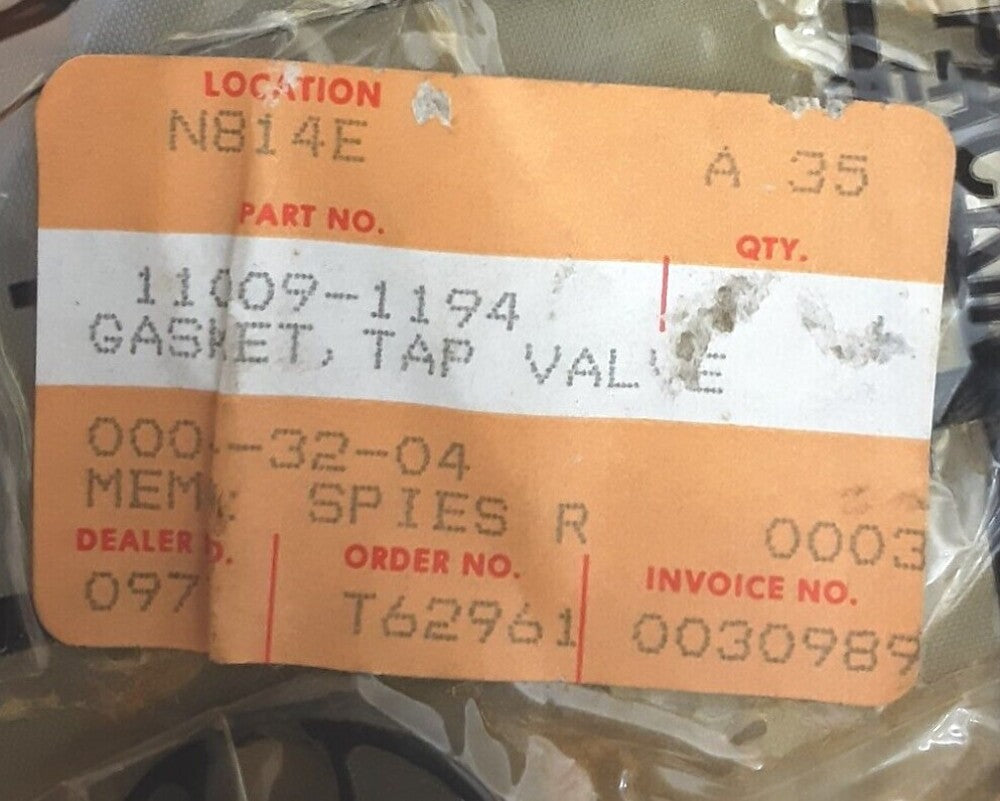 LOCATION
N814E
A 35
PART NO.
QTY.
11009-1194
GASKET, TAP VALVE
-32-04
SPIES R
0003
DEALER
ORDER NO.
INVOICE NO.
097
T62961
0030989